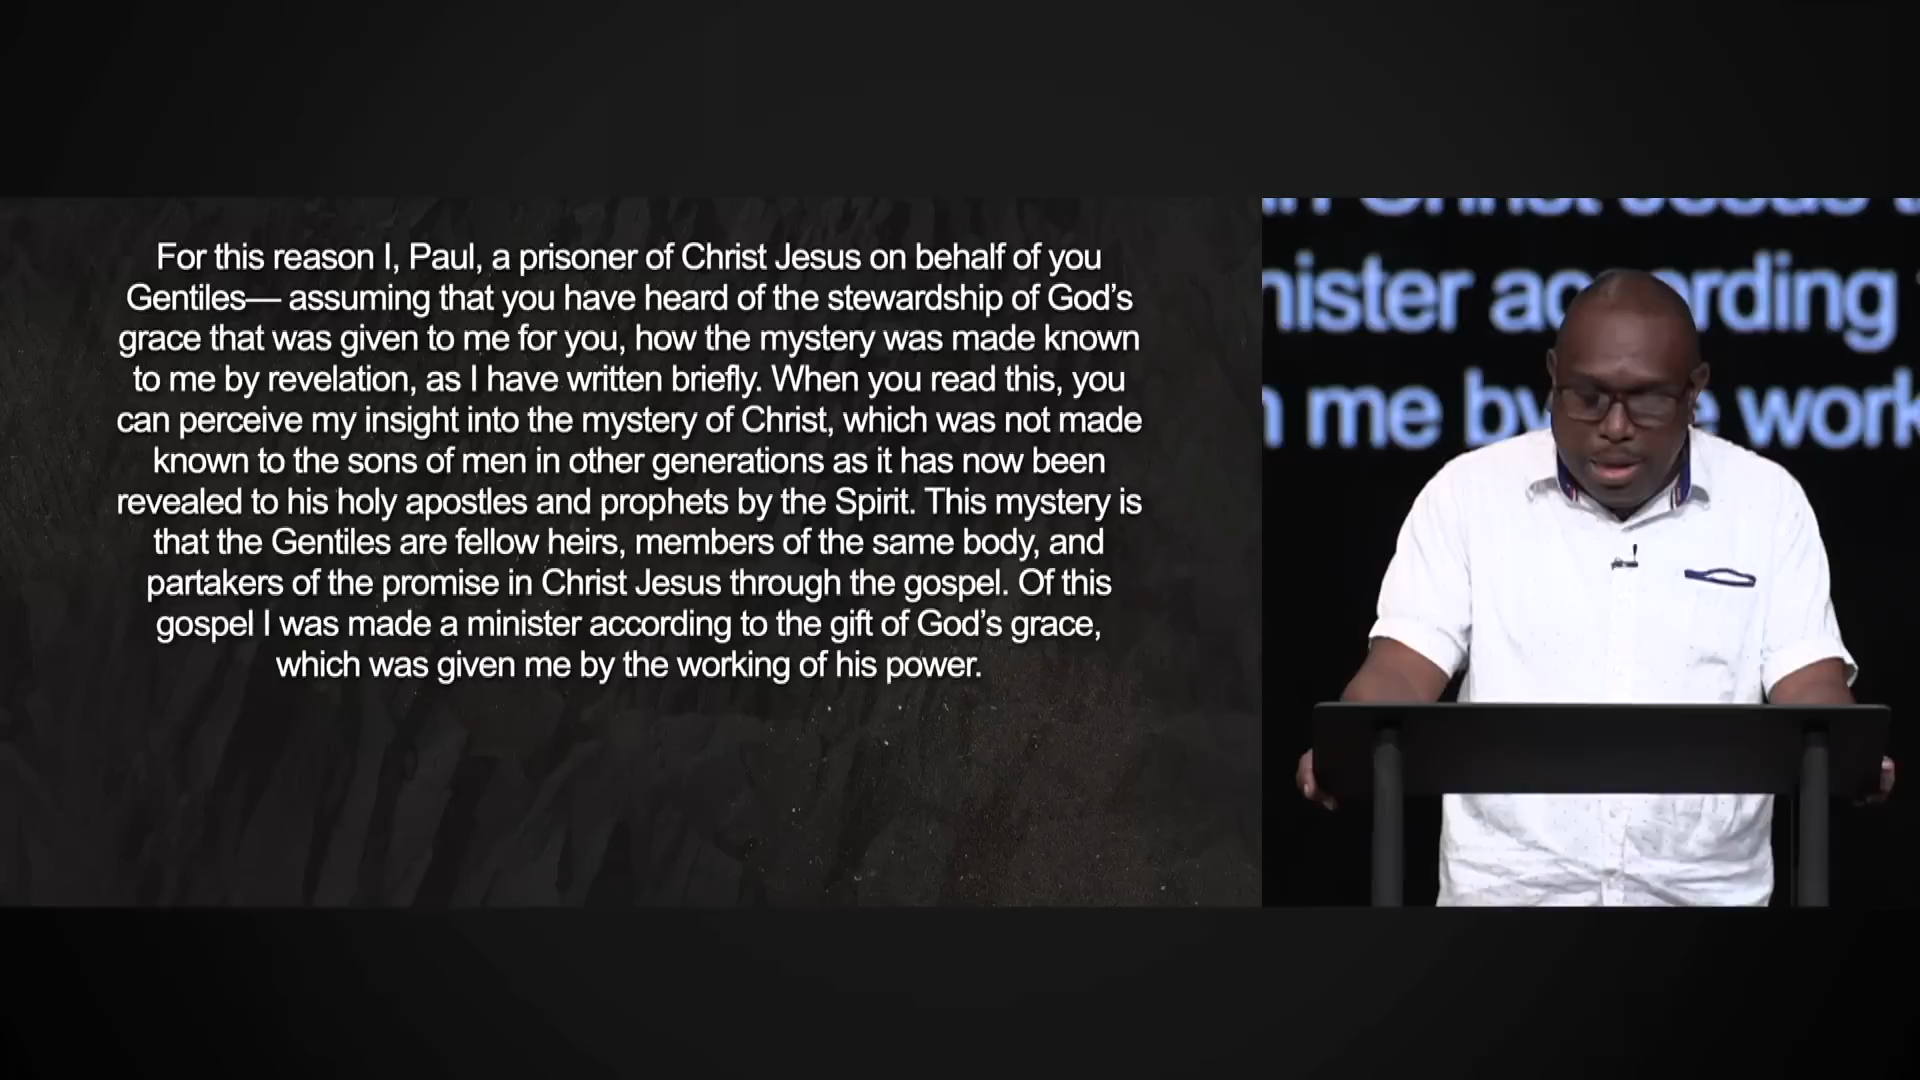 For this reason I, Paul, a prisoner of Christ Jesus on behalf of you
Gentiles— assuming that you have heard of the stewardship of God’s
grace that was given to me for you, how the mystery was made known
to me by revelation, as I have written briefly. When you read this, you
can perceive my insight into the mystery of Christ, which was not made
known to the sons of men in other generations as it has now been
revealed to his holy apostles and prophets by the Spirit. This mystery is
that the Gentiles are fellow heirs, members of the same body, and
partakers of the promise in Christ Jesus through the gospel. Of this
gospel I was made a minister according to the gift of God’s grace,
which was given me by the working of his power.
in Christ Jesus
nister ac rding
me by work